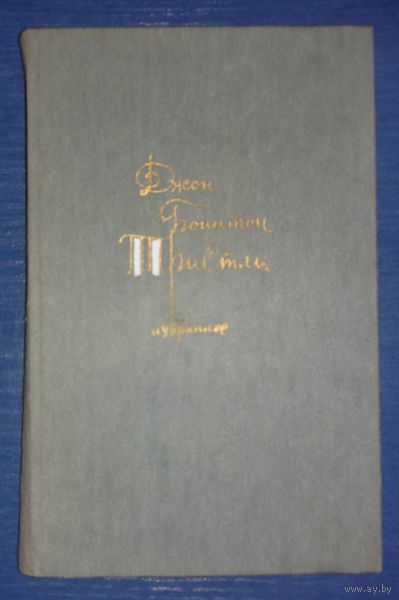 Джон
Бойнтон
Пристли
избранное
www.ay.by